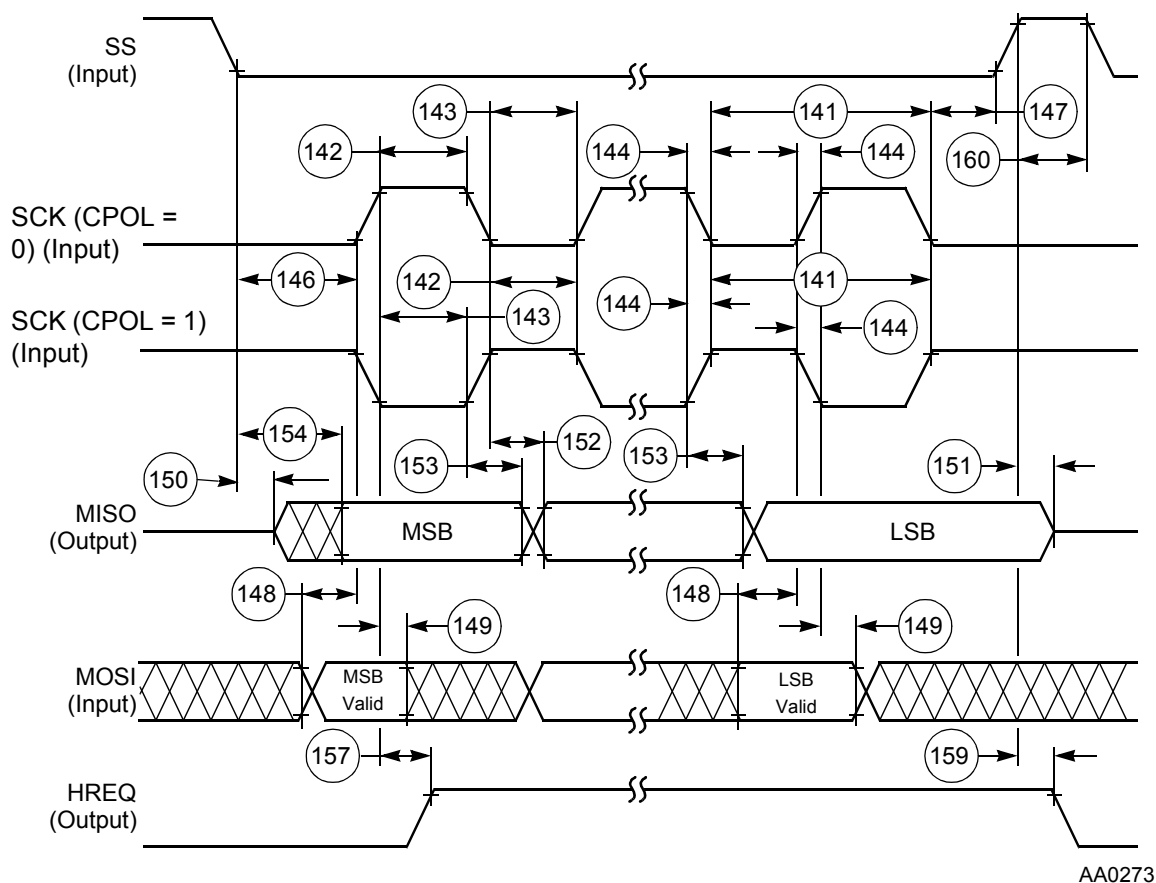 SS
(Input)
143
141
147
142
144
144
160
SCK (CPOL =
0) (Input)
146
142
141
SCK (CPOL = 1)
(Input)
143
144
144
154
152
150
153
153
151
MISO
(Output)
MSB
LSB
148
148
149
149
MOSI
(Input)
MSB
Valid
LSB
Valid
157
159
HREQ
(Output)
AA0273